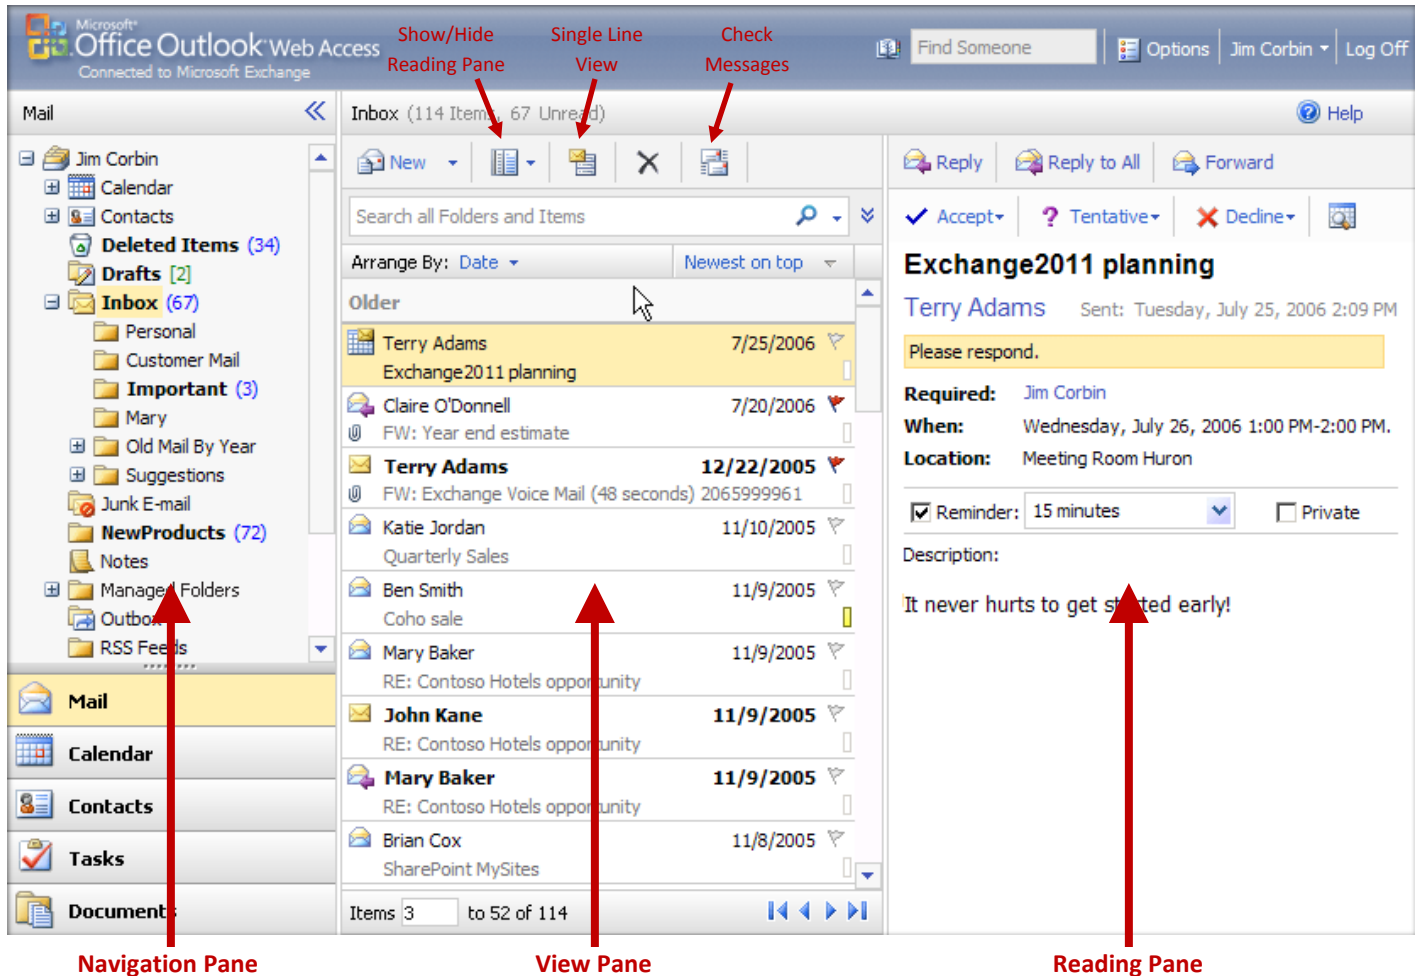 Microsoft®
Office Outlook® Web Access
Connected to Microsoft Exchange
Show/Hide
Reading Pane
Single Line
View
Check
Messages
Find Someone
Options
Jim Corbin
Log Off
Mail
Inbox (114 Items, 67 Unread)
Help
Jim Corbin
Calendar
Contacts
Deleted Items (34)
Drafts [2]
Inbox (67)
Personal
Customer Mail
Important (3)
Mary
Old Mail By Year
Suggestions
Junk E-mail
NewProducts (72)
Notes
Managed Folders
Outbox
RSS Feeds
Mail
Calendar
Contacts
Tasks
Documents
New
Search all Folders and Items
Arrange By: Date
Newest on top
Older
Terry Adams 7/25/2006
Exchange2011 planning
Claire O'Donnell 7/20/2006
FW: Year end estimate
Terry Adams 12/22/2005
FW: Exchange Voice Mail (48 seconds) 2065999961
Katie Jordan 11/10/2005
Quarterly Sales
Ben Smith 11/9/2005
Coho sale
Mary Baker 11/9/2005
RE: Contoso Hotels opportunity
John Kane 11/9/2005
RE: Contoso Hotels opportunity
Mary Baker 11/9/2005
RE: Contoso Hotels opportunity
Brian Cox 11/8/2005
SharePoint MySites
Items 3 to 52 of 114
Reply
Reply to All
Forward
Accept
Tentative
Decline
Exchange2011 planning
Terry Adams Sent: Tuesday, July 25, 2006 2:09 PM
Please respond.
Required: Jim Corbin
When: Wednesday, July 26, 2006 1:00 PM-2:00 PM.
Location: Meeting Room Huron
Reminder: 15 minutes Private
Description:
It never hurts to get started early!
Navigation Pane
View Pane
Reading Pane